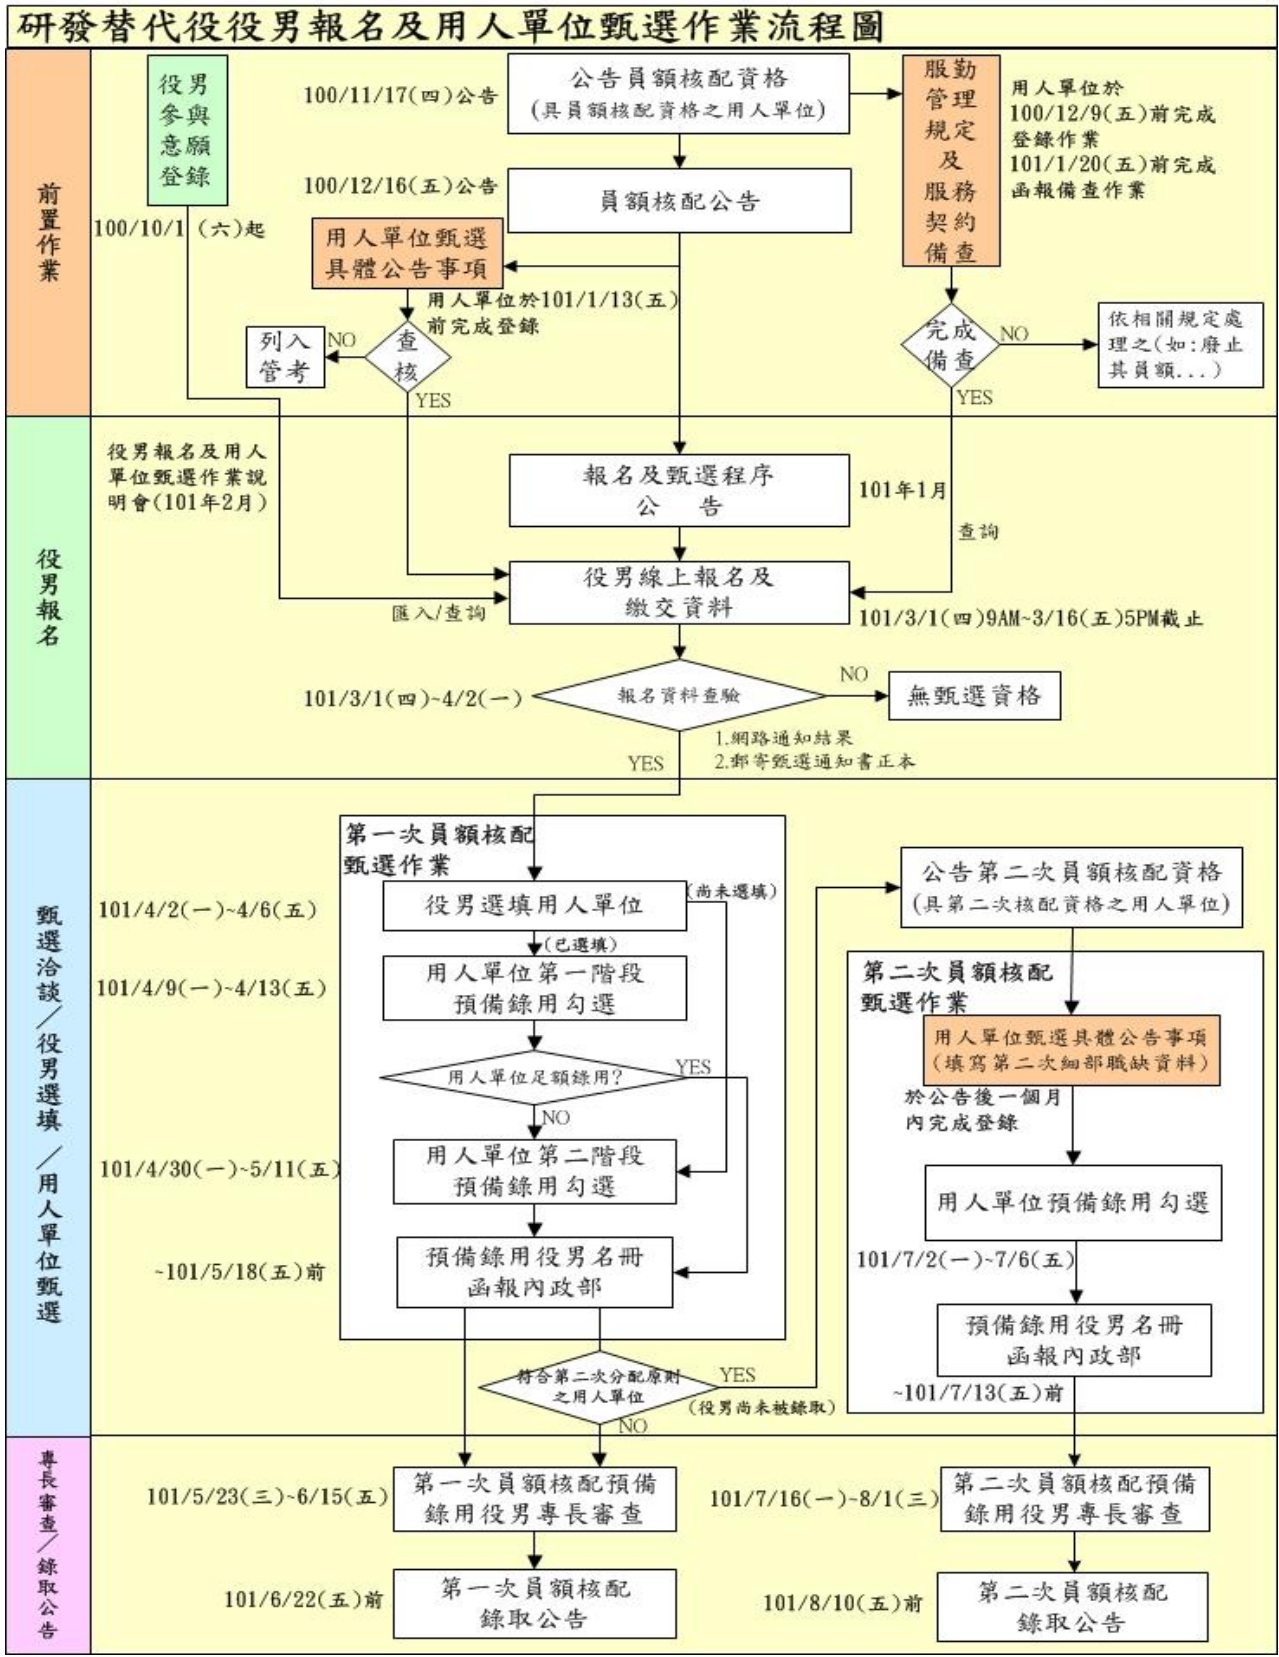 研發替代役役男報名及用人單位甄選作業流程圖
前置作業
役男
參與
意願
登錄
100/10/1 (六)起
100/11/17(四)公告
公告員額核配資格
(具員額核配資格之用人單位)
服勤
管理
規定
及
服務
契約
備查
用人單位於
100/12/9(五)前完成
登錄作業
101/1/20(五)前完成
函報備查作業
100/12/16(五)公告
員額核配公告
用人單位甄選
具體公告事項
用人單位於101/1/13(五)
前完成登錄
列入
管考
NO
查
核
YES
完成
備查
NO
YES
依相關規定處
理之(如:廢止
其員額...)
役男報名
役男報名及用人
單位甄選作業說
明會(101年2月)
報名及甄選程序
公 告
101年1月
查詢
役男線上報名及
繳交資料
匯入/查詢
101/3/1(四)9AM~3/16(五)5PM截止
101/3/1(四)~4/2(一)
報名資料查驗
NO
無甄選資格
YES
1.網路通知結果
2.郵寄甄選通知書正本
甄選洽談/役男選填/用人單位甄選
第一次員額核配
甄選作業
101/4/2(一)~4/6(五)
役男選填用人單位
(尚未選填)
(已選填)
101/4/9(一)~4/13(五)
用人單位第一階段
預備錄用勾選
用人單位足額錄用?
YES
NO
101/4/30(一)~5/11(五)
用人單位第二階段
預備錄用勾選
~101/5/18(五)前
預備錄用役男名冊
函報內政部
符合第二次分配原則
之用人單位
YES
(役男尚未被錄取)
NO
公告第二次員額核配資格
(具第二次核配資格之用人單位)
第二次員額核配
甄選作業
用人單位甄選具體公告事項
(填寫第二次細部職缺資料)
於公告後一個月
內完成登錄
用人單位預備錄用勾選
101/7/2(一)~7/6(五)
預備錄用役男名冊
函報內政部
~101/7/13(五)前
專長審查/錄取公告
101/5/23(三)~6/15(五)
第一次員額核配預備
錄用役男專長審查
101/7/16(一)~8/1(三)
第二次員額核配預備
錄用役男專長審查
101/6/22(五)前
第一次員額核配
錄取公告
101/8/10(五)前
第二次員額核配
錄取公告